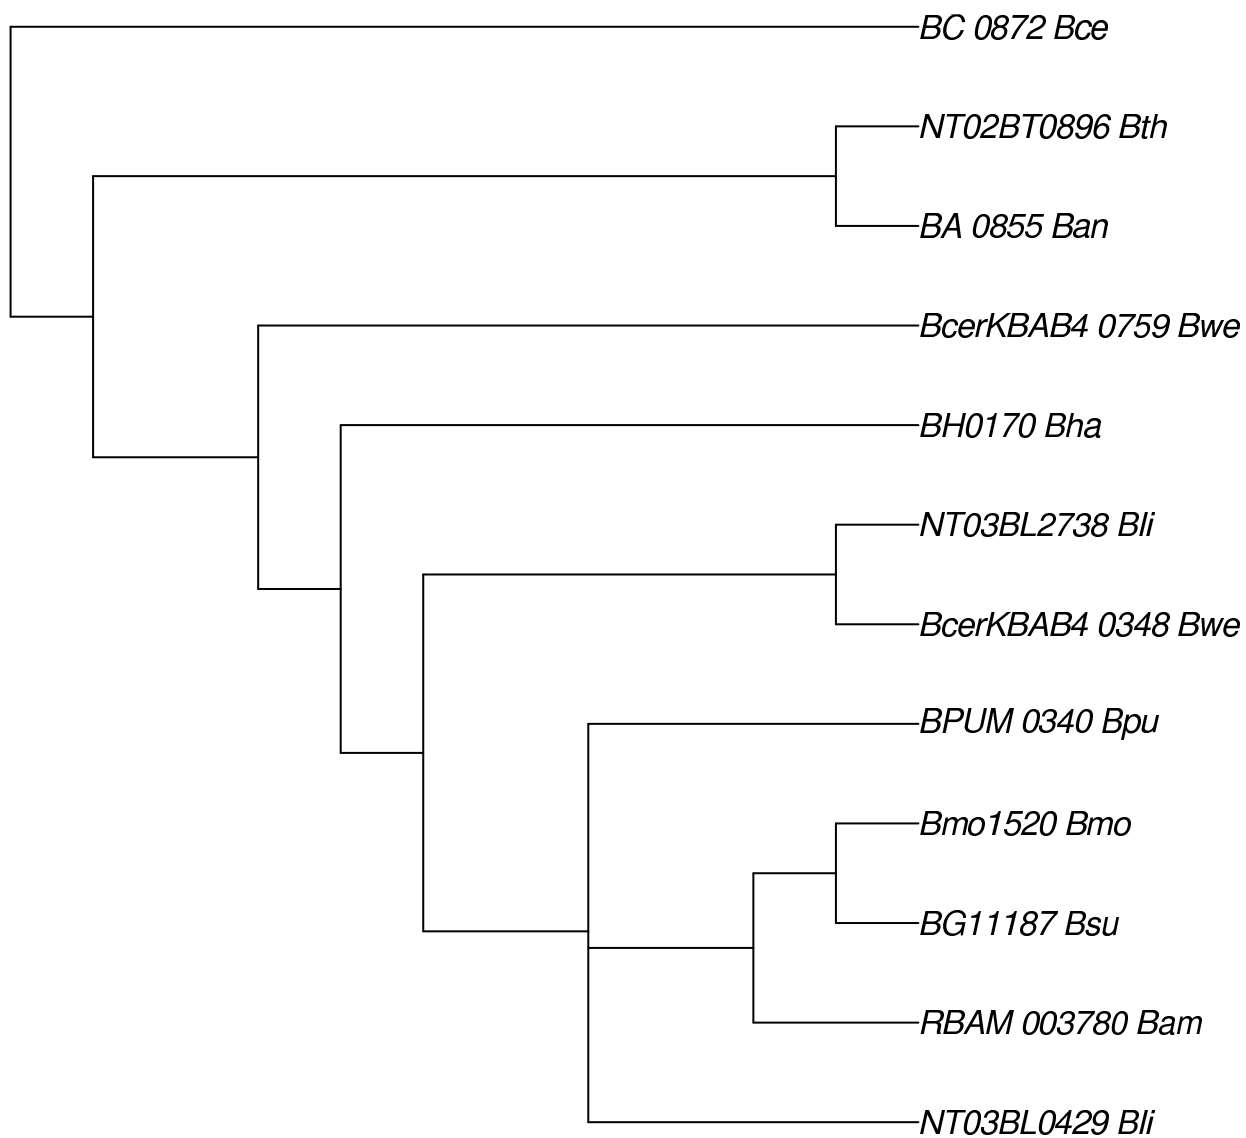 BC 0872 Bce
NT02BT0896 Bth
BA 0855 Ban
BcerKBAB4 0759 Bwe
BH0170 Bha
NT03BL2738 Bli
BcerKBAB4 0348 Bwe
BPUM 0340 Bpu
Bmo1520 Bmo
BG11187 Bsu
RBAM 003780 Bam
NT03BL0429 Bli